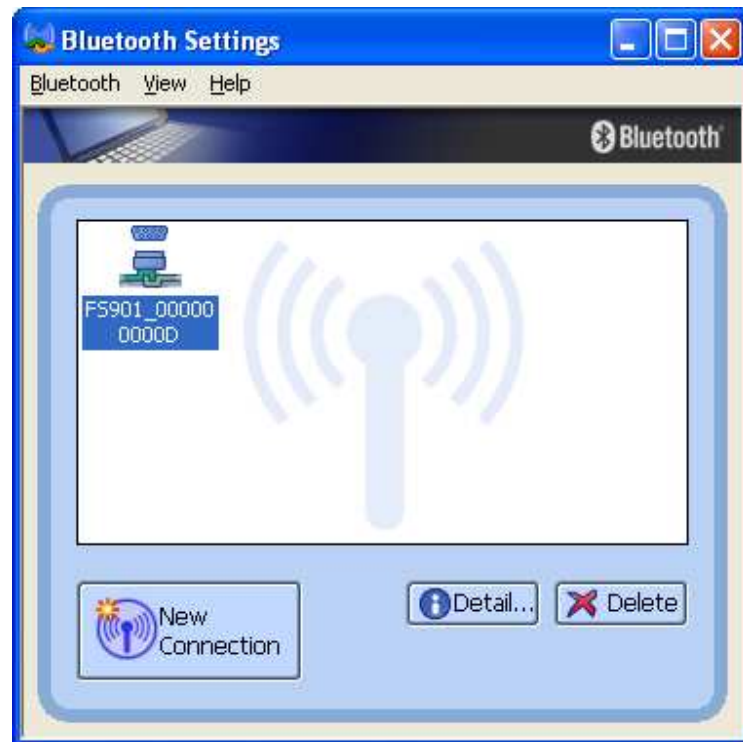 Bluetooth Settings
Bluetooth View Help
Bluetooth
FS901_00000
0000D
New
Connection
Detail...
Delete